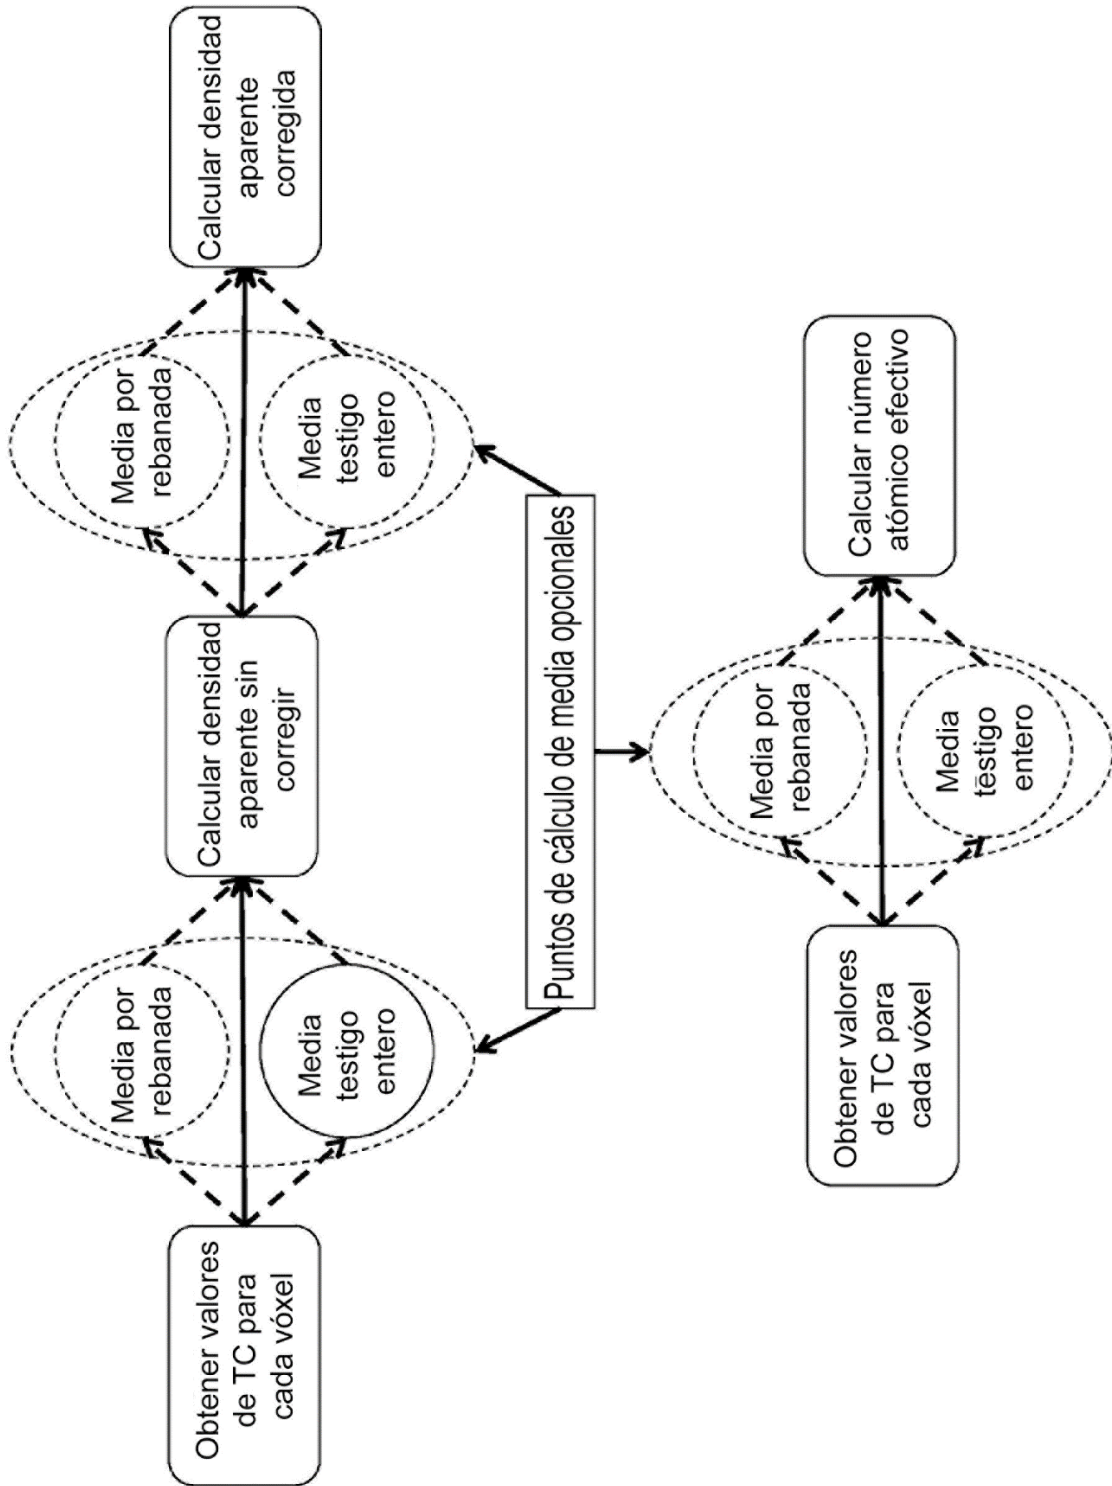 Obtener valores
de TC para
cada vóxel
Media por
rebanada
Media
testigo
entero
Calcular densidad
aparente sin
corregir
Media por
rebanada
Media
testigo
entero
Calcular densidad
aparente
corregida
Puntos de cálculo de media opcionales
Obtener valores
de TC para
cada vóxel
Media por
rebanada
Media
testigo
entero
Calcular número
atómico efectivo